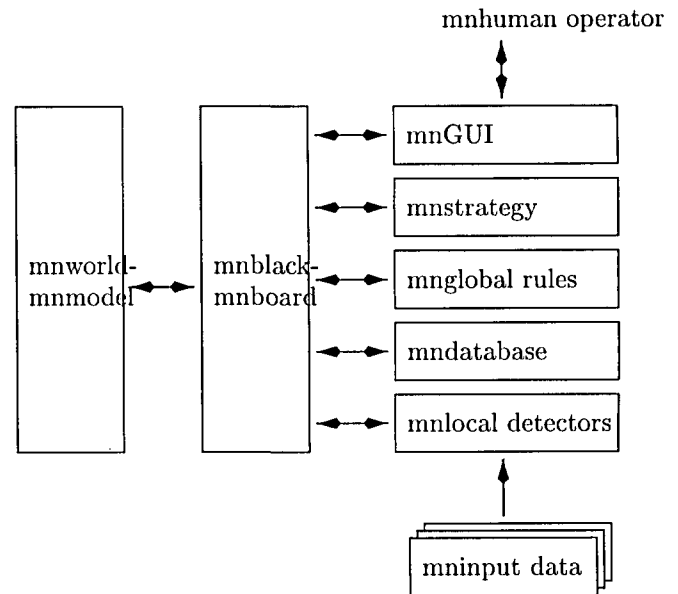 mnhuman operator
mnGUI
mnstrategy
mnworld-
mnmodel
mnblack-
mnboard
mnglobal rules
mndatabase
mnlocal detectors
mninput data